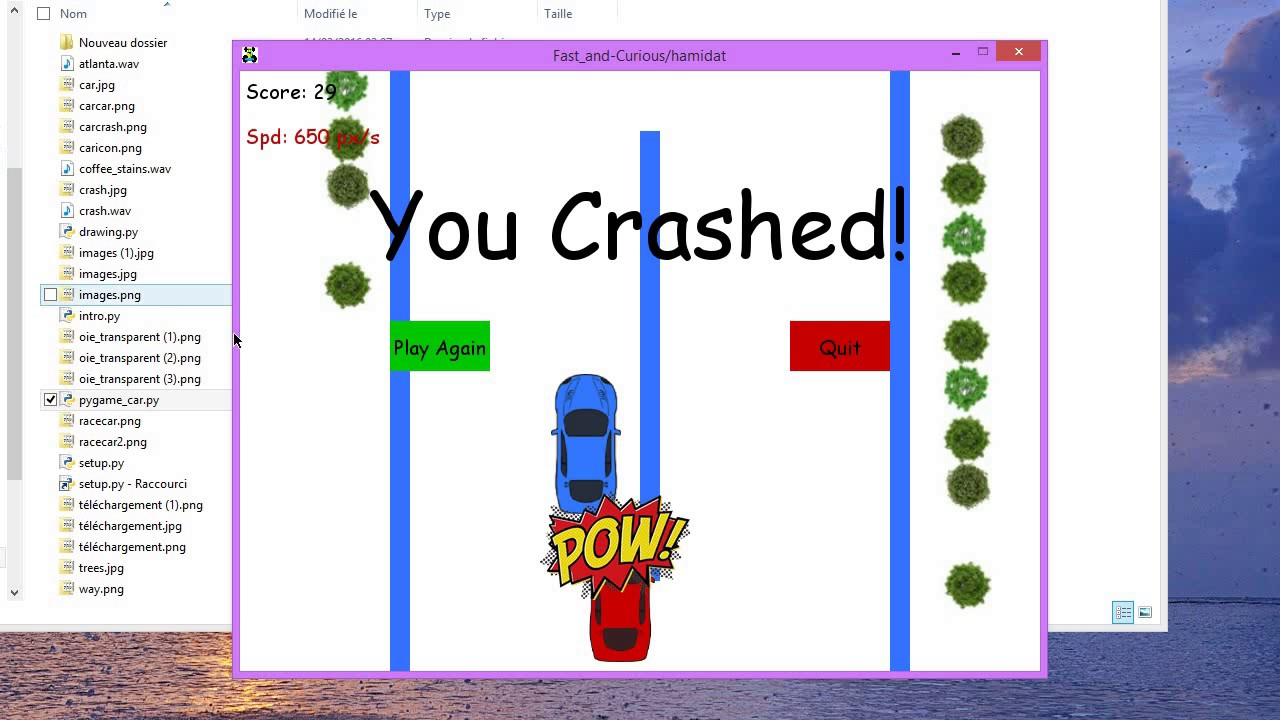 Nom Modifié le Type Taille
Nouveau dossier
atlanta.wav
car.jpg
carcar.png
carcrash.png
caricon.png
coffee_stains.wav
crash.jpg
crash.wav
drawing.py
images (1).jpg
images.jpg
images.png
intro.py
oie_transparent (1).png
oie_transparent (2).png
oie_transparent (3).png
pygame_car.py
racecar.png
racecar2.png
setup.py
setup.py - Raccourci
téléchargement (1).png
téléchargement.jpg
téléchargement.png
trees.jpg
way.png
Fast_and-Curious/hamidat
Score: 29
Spd: 650 px/s
You Crashed!
Play Again
Quit
POW!